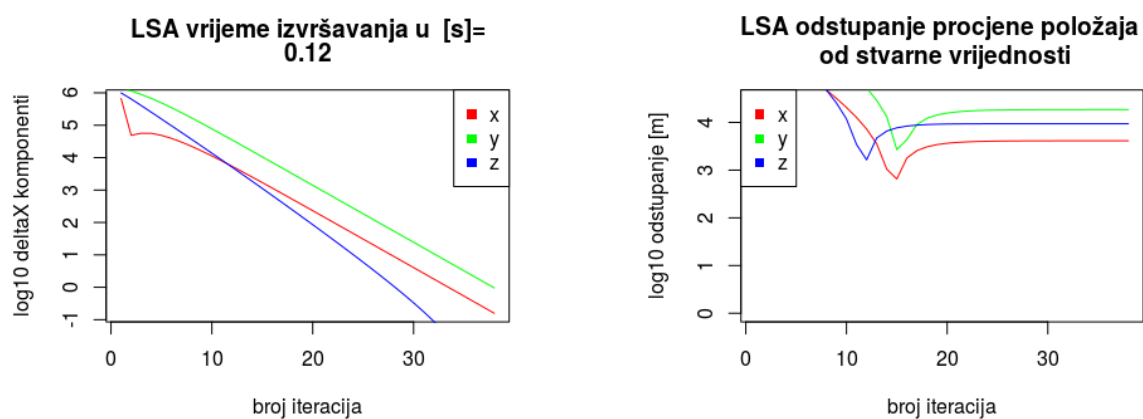 LSA vrijeme izvršavanja u  [s]=
0.12
log10 deltaX komponenti
6
5
4
3
2
1
0
-1
x
y
z
0
10
20
30
broj iteracija
LSA odstupanje procjene položaja
od stvarne vrijednosti
log10 odstupanje [m]
4
3
2
1
0
x
y
z
0
10
20
30
broj iteracija